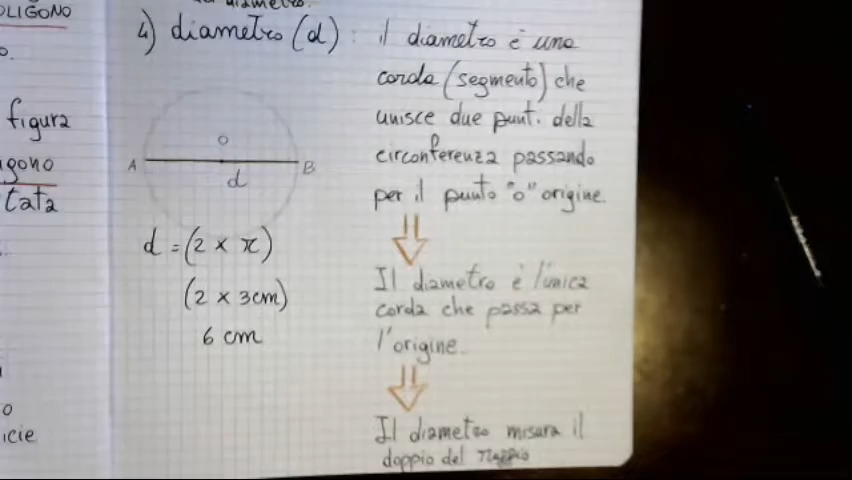 OLIGONO
o.
figura
gono
tata
o
icie
diametro.
4) diametro (d) : il diametro è una
corda (segmento) che
unisce due punti della
circonferenza passando
per il punto "o" origine.
A
o
d
B
d = (2 x r)
(2 x 3cm)
6 cm
Il diametro è l'unica
corda che passa per
l'origine.
Il diametro misura il
doppio del raggio